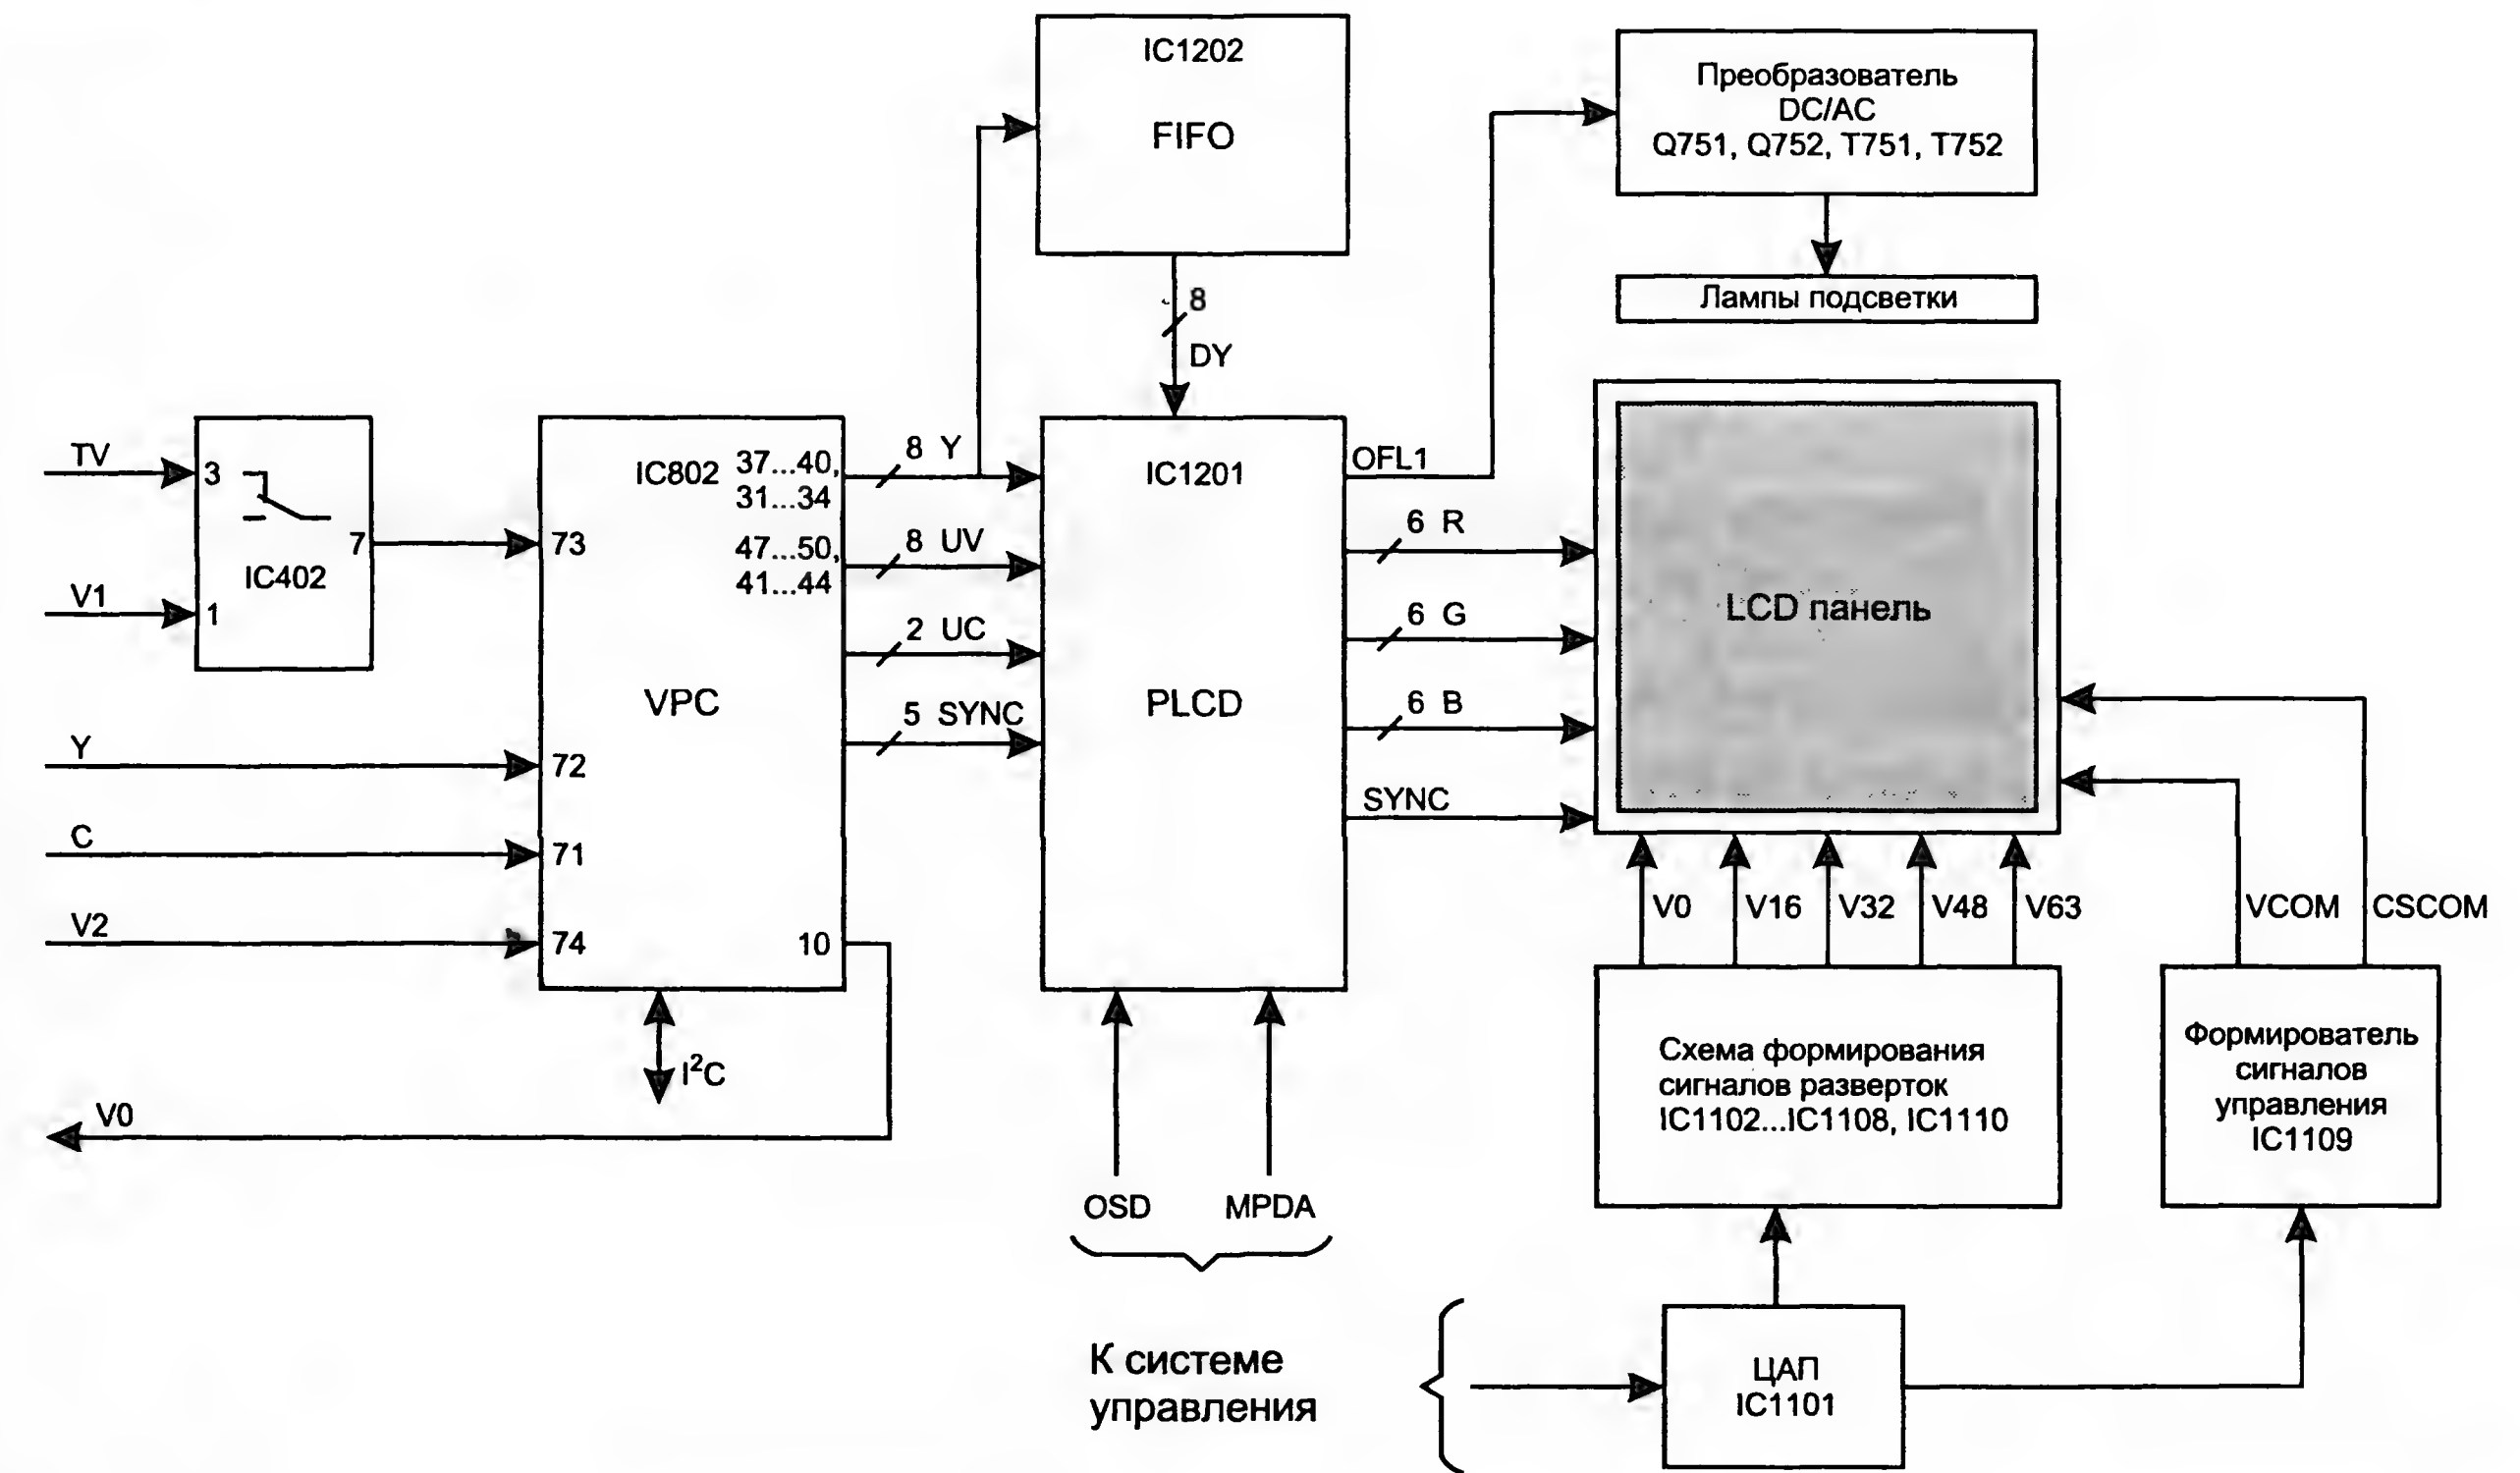 IC1202
FIFO
Преобразователь
DC/AC
Q751, Q752, T751, T752
8
DY
Лампы подсветки
TV
3
V1
1
7
IC402
IC802
37...40,
31...34
73
47...50,
41...44
VPC
Y
72
C
71
V2
74
10
I²C
V0
8 Y
8 UV
2 UC
5 SYNC
IC1201
PLCD
OFL1
6 R
6 G
6 B
SYNC
LCD панель
V0
V16
V32
V48
V63
VCOM
CSCOM
Схема формирования
сигналов разверток
IC1102...IC1108, IC1110
Формирователь
сигналов
управления
IC1109
OSD
MPDA
К системе
управления
ЦАП
IC1101